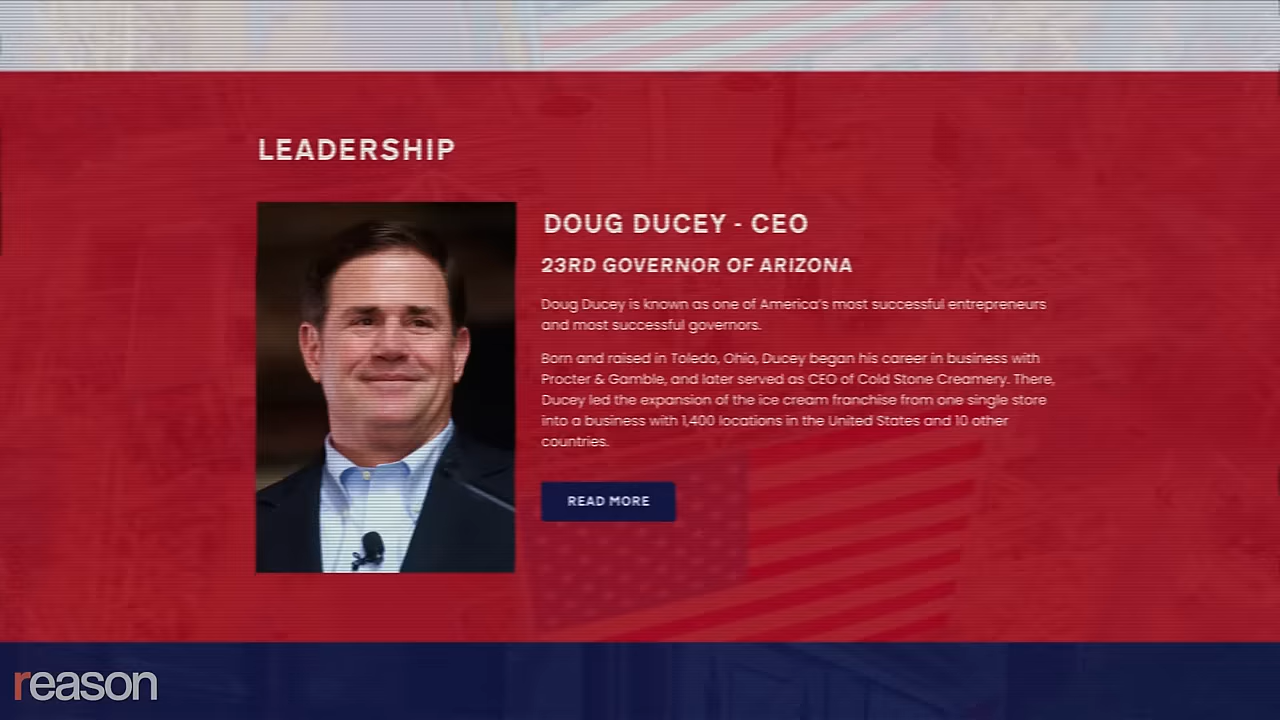 LEADERSHIP
DOUG DUCEY - CEO
23RD GOVERNOR OF ARIZONA
Doug Ducey is known as one of America's most successful entrepreneurs
and most successful governors.
Born and raised in Toledo, Ohio, Ducey began his career in business with
Procter & Gamble, and later served as CEO of Cold Stone Creamery. There,
Ducey led the expansion of the ice cream franchise from one single store
into a business with 1,400 locations in the United States and 10 other
countries.
READ MORE
reason